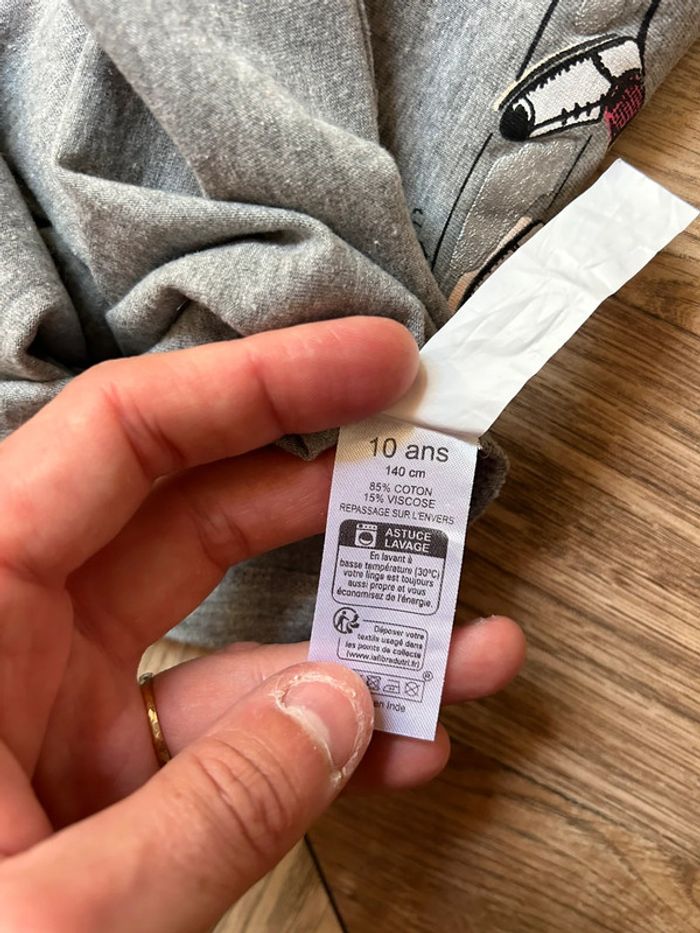 10 ans
140 cm
85% COTON
15% VISCOSE
REPASSAGE SUR L'ENVERS
ASTUCE
LAVAGE
En lavant à
basse température (30°C)
votre linge est toujours
aussi propre et vous
économisez de l'énergie.
Déposer votre
textile usagé dans
les points de collecte
(www.lafibredutri.fr)
®
en Inde